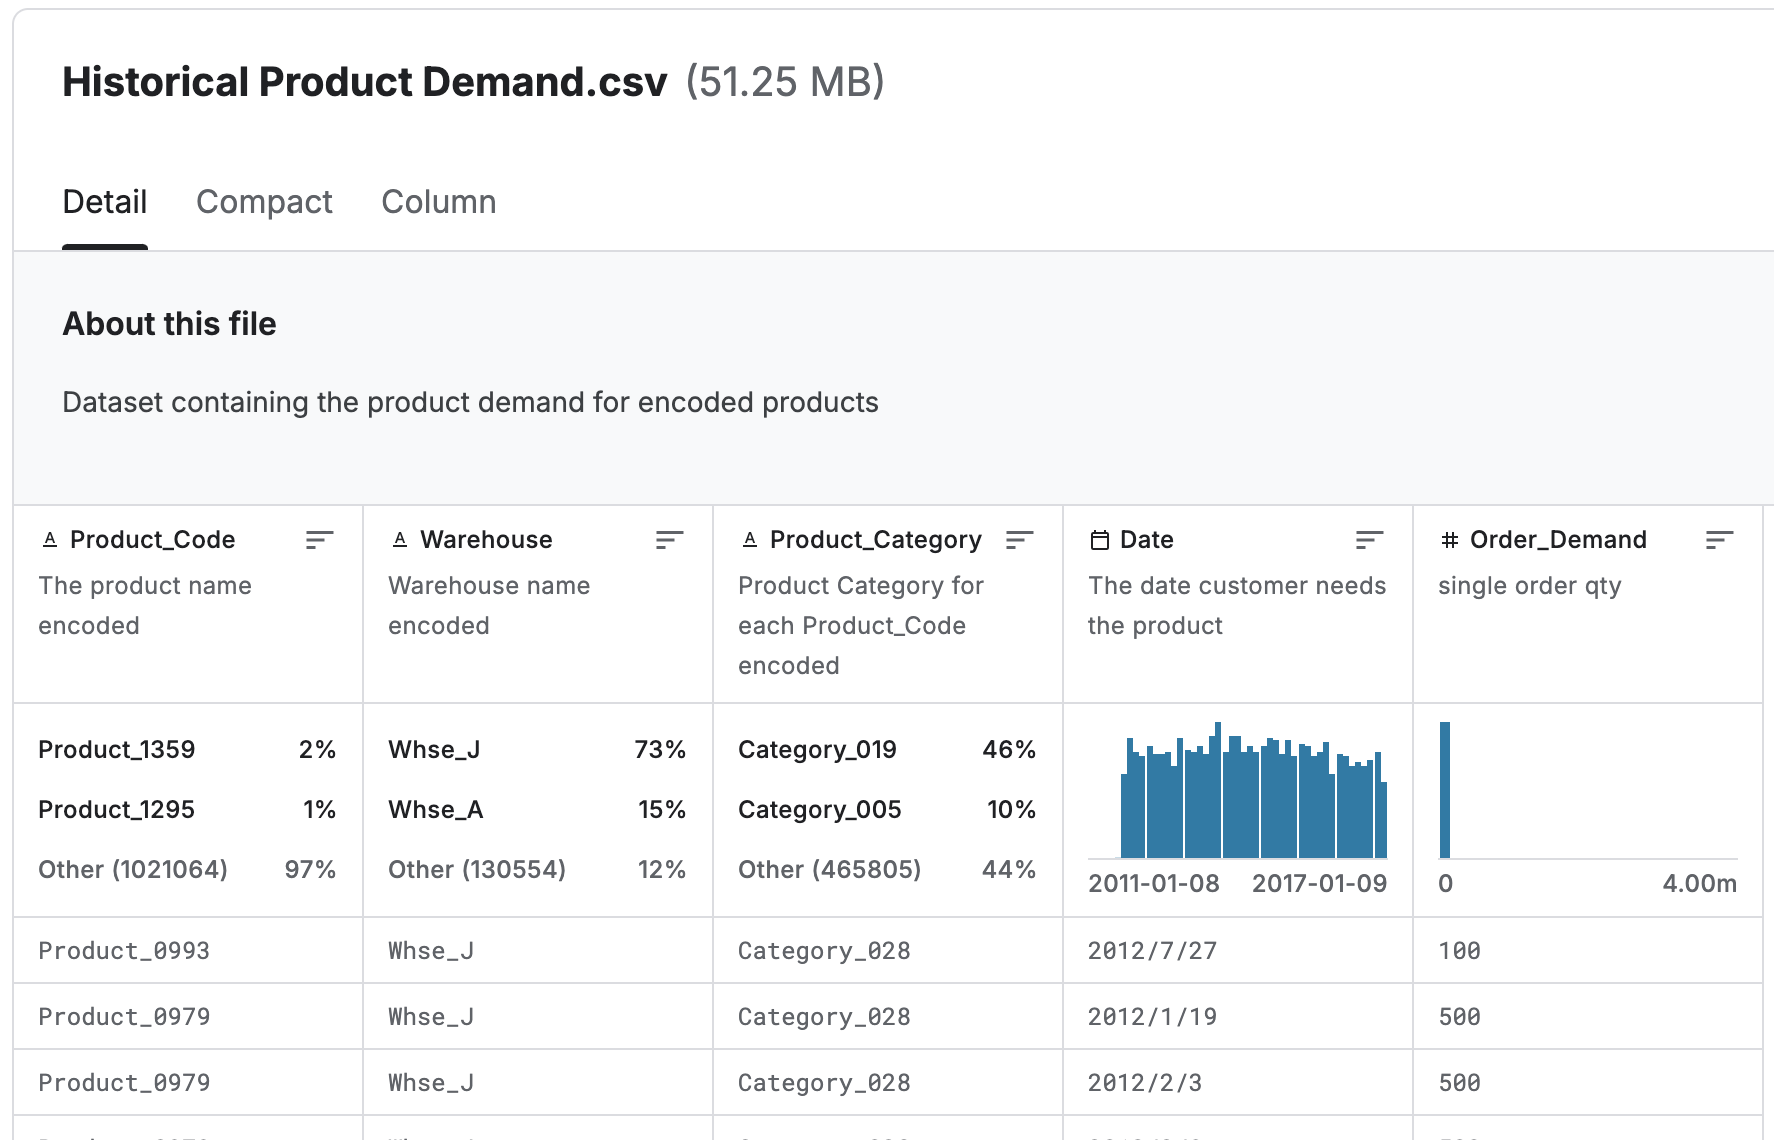 Historical Product Demand.csv (51.25 MB)
Detail Compact Column
About this file
Dataset containing the product demand for encoded products
A Product_Code A Warehouse A Product_Category Date # Order_Demand
The product name Warehouse name Product Category for The date customer needs single order qty
encoded encoded each Product_Code the product
encoded
Product_1359 2% Whse_J 73% Category_019 46%
Product_1295 1% Whse_A 15% Category_005 10%
Other (1021064) 97% Other (130554) 12% Other (465805) 44% 2011-01-08 2017-01-09 0 4.00m
Product_0993 Whse_J Category_028 2012/7/27 100
Product_0979 Whse_J Category_028 2012/1/19 500
Product_0979 Whse_J Category_028 2012/2/3 500